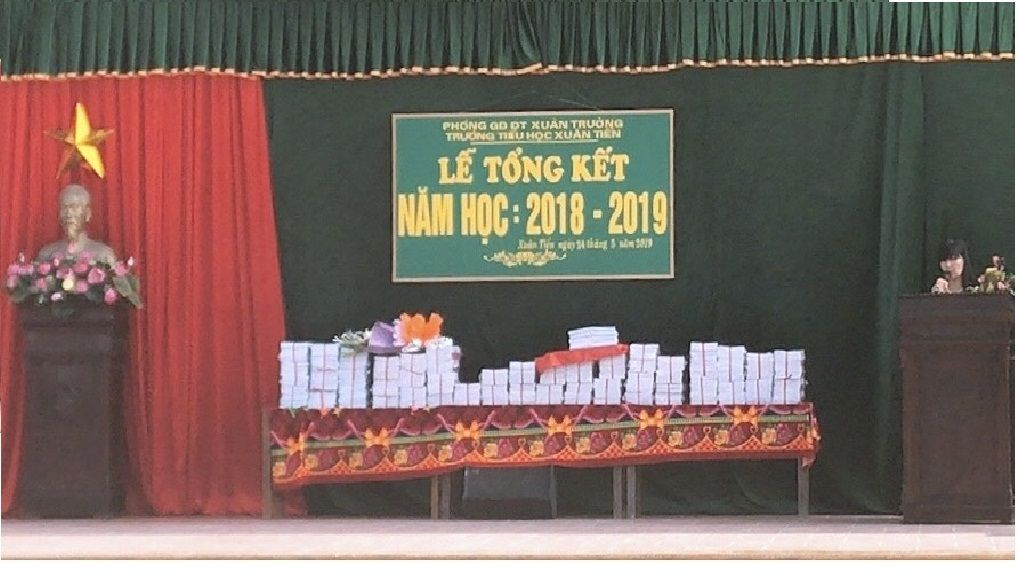 PHÒNG GD ĐT XUÂN TRƯỜNG
TRƯỜNG TIỂU HỌC XUÂN TIẾN
LỄ TỔNG KẾT
NĂM HỌC: 2018 - 2019
Xuân Tiến ngày 24 tháng 5 năm 2019